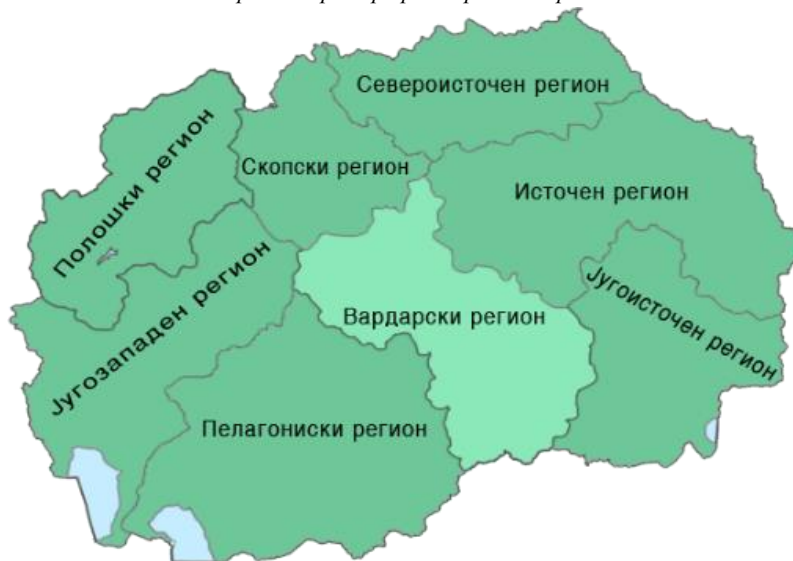 Североисточен регион
Скопски регион
Полошки регион
Источен регион
Југозападен регион
Југоисточен регион
Вардарски регион
Пелагониски регион